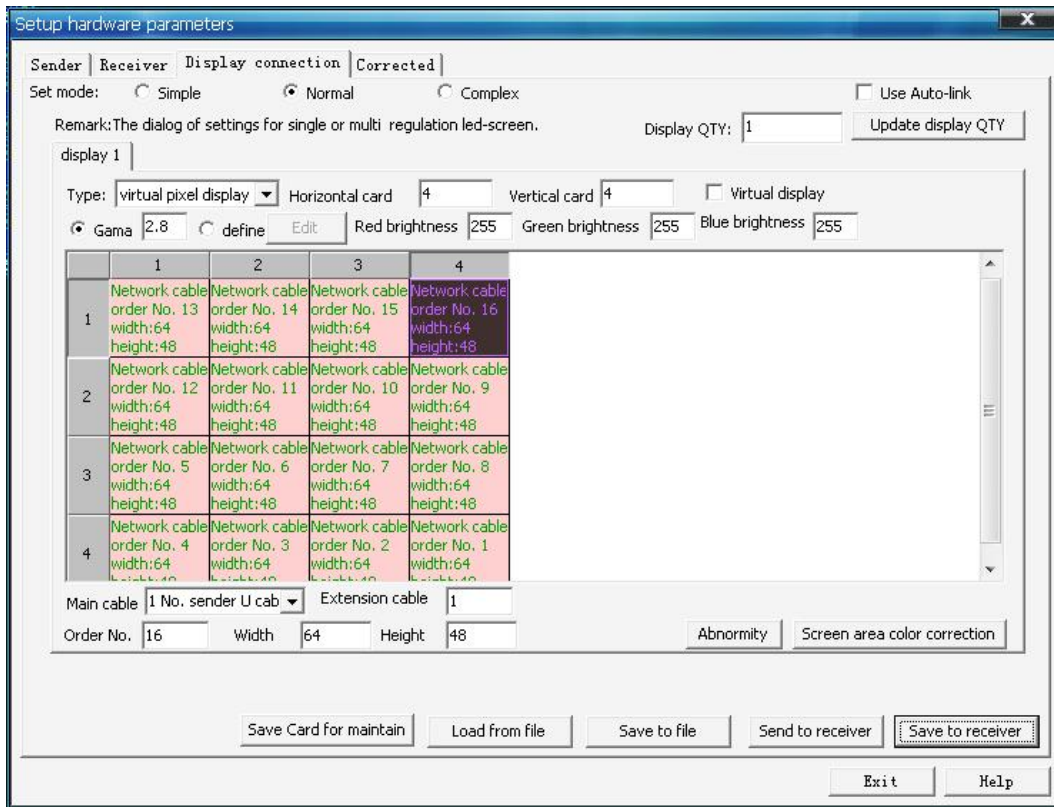 Setup hardware parameters
X
Sender Receiver Display connection Corrected
Set mode: Simple Normal Complex Use Auto-link
Remark:The dialog of settings for single or multi regulation led-screen. Display QTY: 1 Update display QTY
display 1
Type: virtual pixel display Horizontal card 4 Vertical card 4 Virtual display
Gama 2.8 define Edit Red brightness 255 Green brightness 255 Blue brightness 255
1 2 3 4
Network cable Network cable Network cable Network cable
order No. 13 order No. 14 order No. 15 order No. 16
1
width:64 width:64 width:64 width:64
height:48 height:48 height:48 height:48
Network cable Network cable Network cable Network cable
order No. 12 order No. 11 order No. 10 order No. 9
2
width:64 width:64 width:64 width:64
height:48 height:48 height:48 height:48
Network cable Network cable Network cable Network cable
order No. 5 order No. 6 order No. 7 order No. 8
3
width:64 width:64 width:64 width:64
height:48 height:48 height:48 height:48
Network cable Network cable Network cable Network cable
order No. 4 order No. 3 order No. 2 order No. 1
4
width:64 width:64 width:64 width:64
height:48 height:48 height:48 height:48
Main cable 1 No. sender U cab Extension cable 1
Order No. 16 Width 64 Height 48 Abnormity Screen area color correction
Save Card for maintain Load from file Save to file Send to receiver Save to receiver
Exit Help